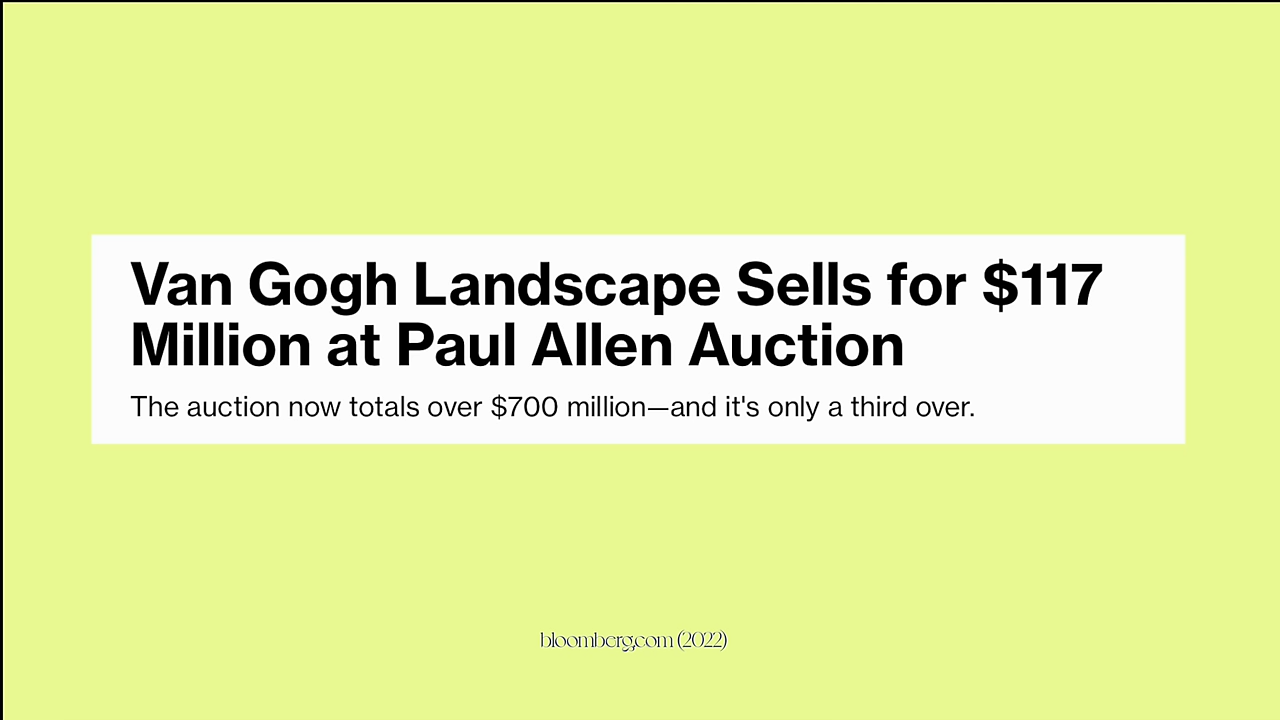 Van Gogh Landscape Sells for $117
Million at Paul Allen Auction
The auction now totals over $700 million—and it's only a third over.
bloomberg.com (2022)